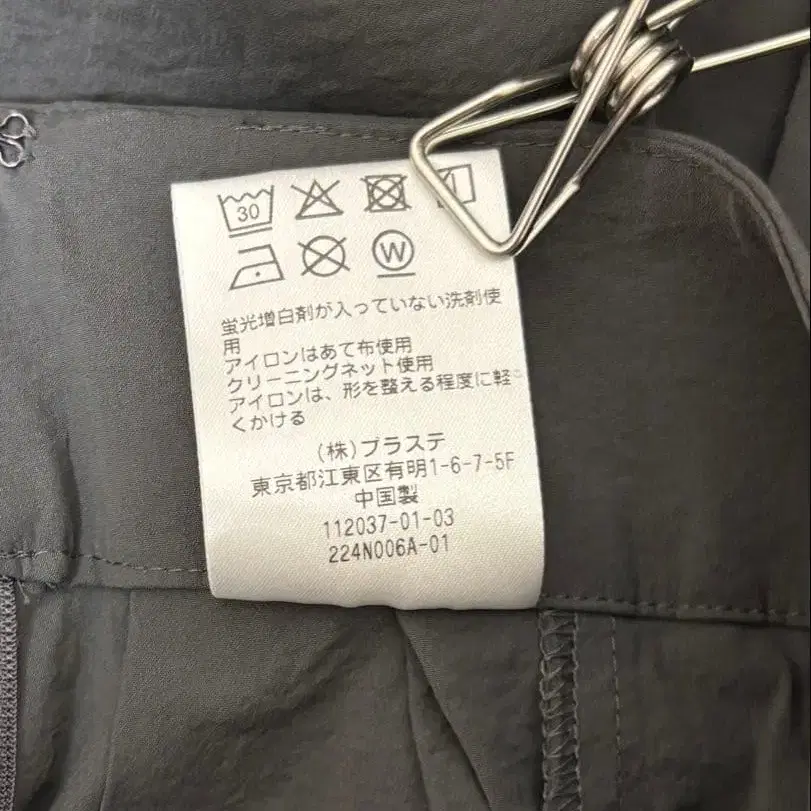 30
W
蛍光増白剤が入っていない洗剤使
用
アイロンはあて布使用
クリーニングネット使用
アイロンは、形を整える程度に軽
くかける
(株)プラステ
東京都江東区有明1-6-7-5F
中国製
112037-01-03
224N006A-01